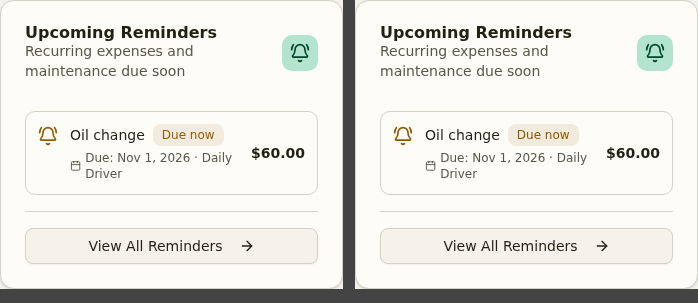 Upcoming Reminders
Recurring expenses and
maintenance due soon
Oil change Due now
Due: Nov 1, 2026 · Daily
Driver
$60.00
View All Reminders
Upcoming Reminders
Recurring expenses and
maintenance due soon
Oil change Due now
Due: Nov 1, 2026 · Daily
Driver
$60.00
View All Reminders